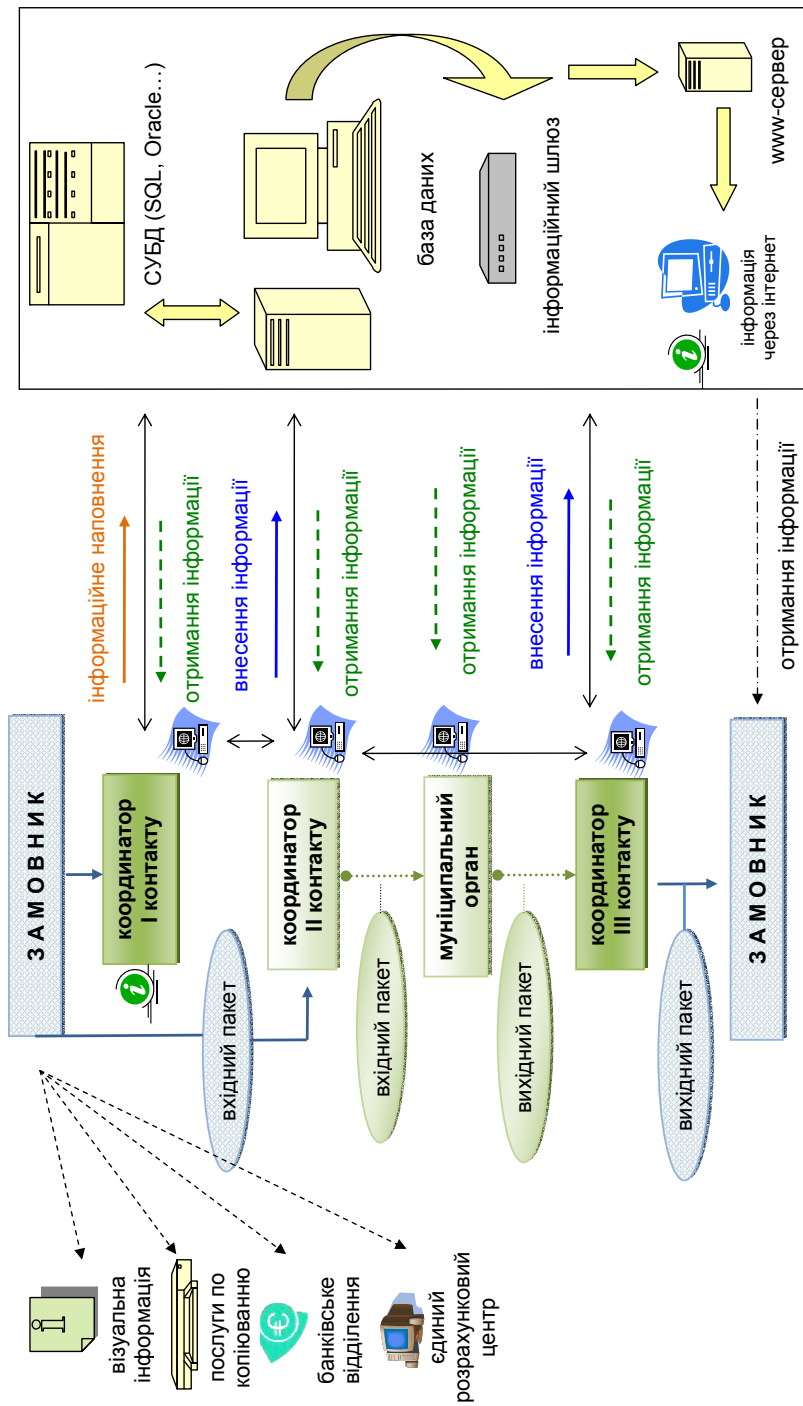 ЗАМОВНИК
координатор
I контакту
вхідний пакет
координатор
II контакту
вхідний пакет
муніципальний
орган
вихідний пакет
координатор
III контакту
вихідний пакет
ЗАМОВНИК
візуальна
інформація
послуги по
копіюванню
банківське
відділення
єдиний
розрахунковий
центр
інформаційне наповнення
отримання інформації
внесення інформації
отримання інформації
отримання інформації
внесення інформації
отримання інформації
отримання інформації
СУБД (SQL, Oracle...)
база даних
інформаційний шлюз
www-сервер
інформація
через інтернет